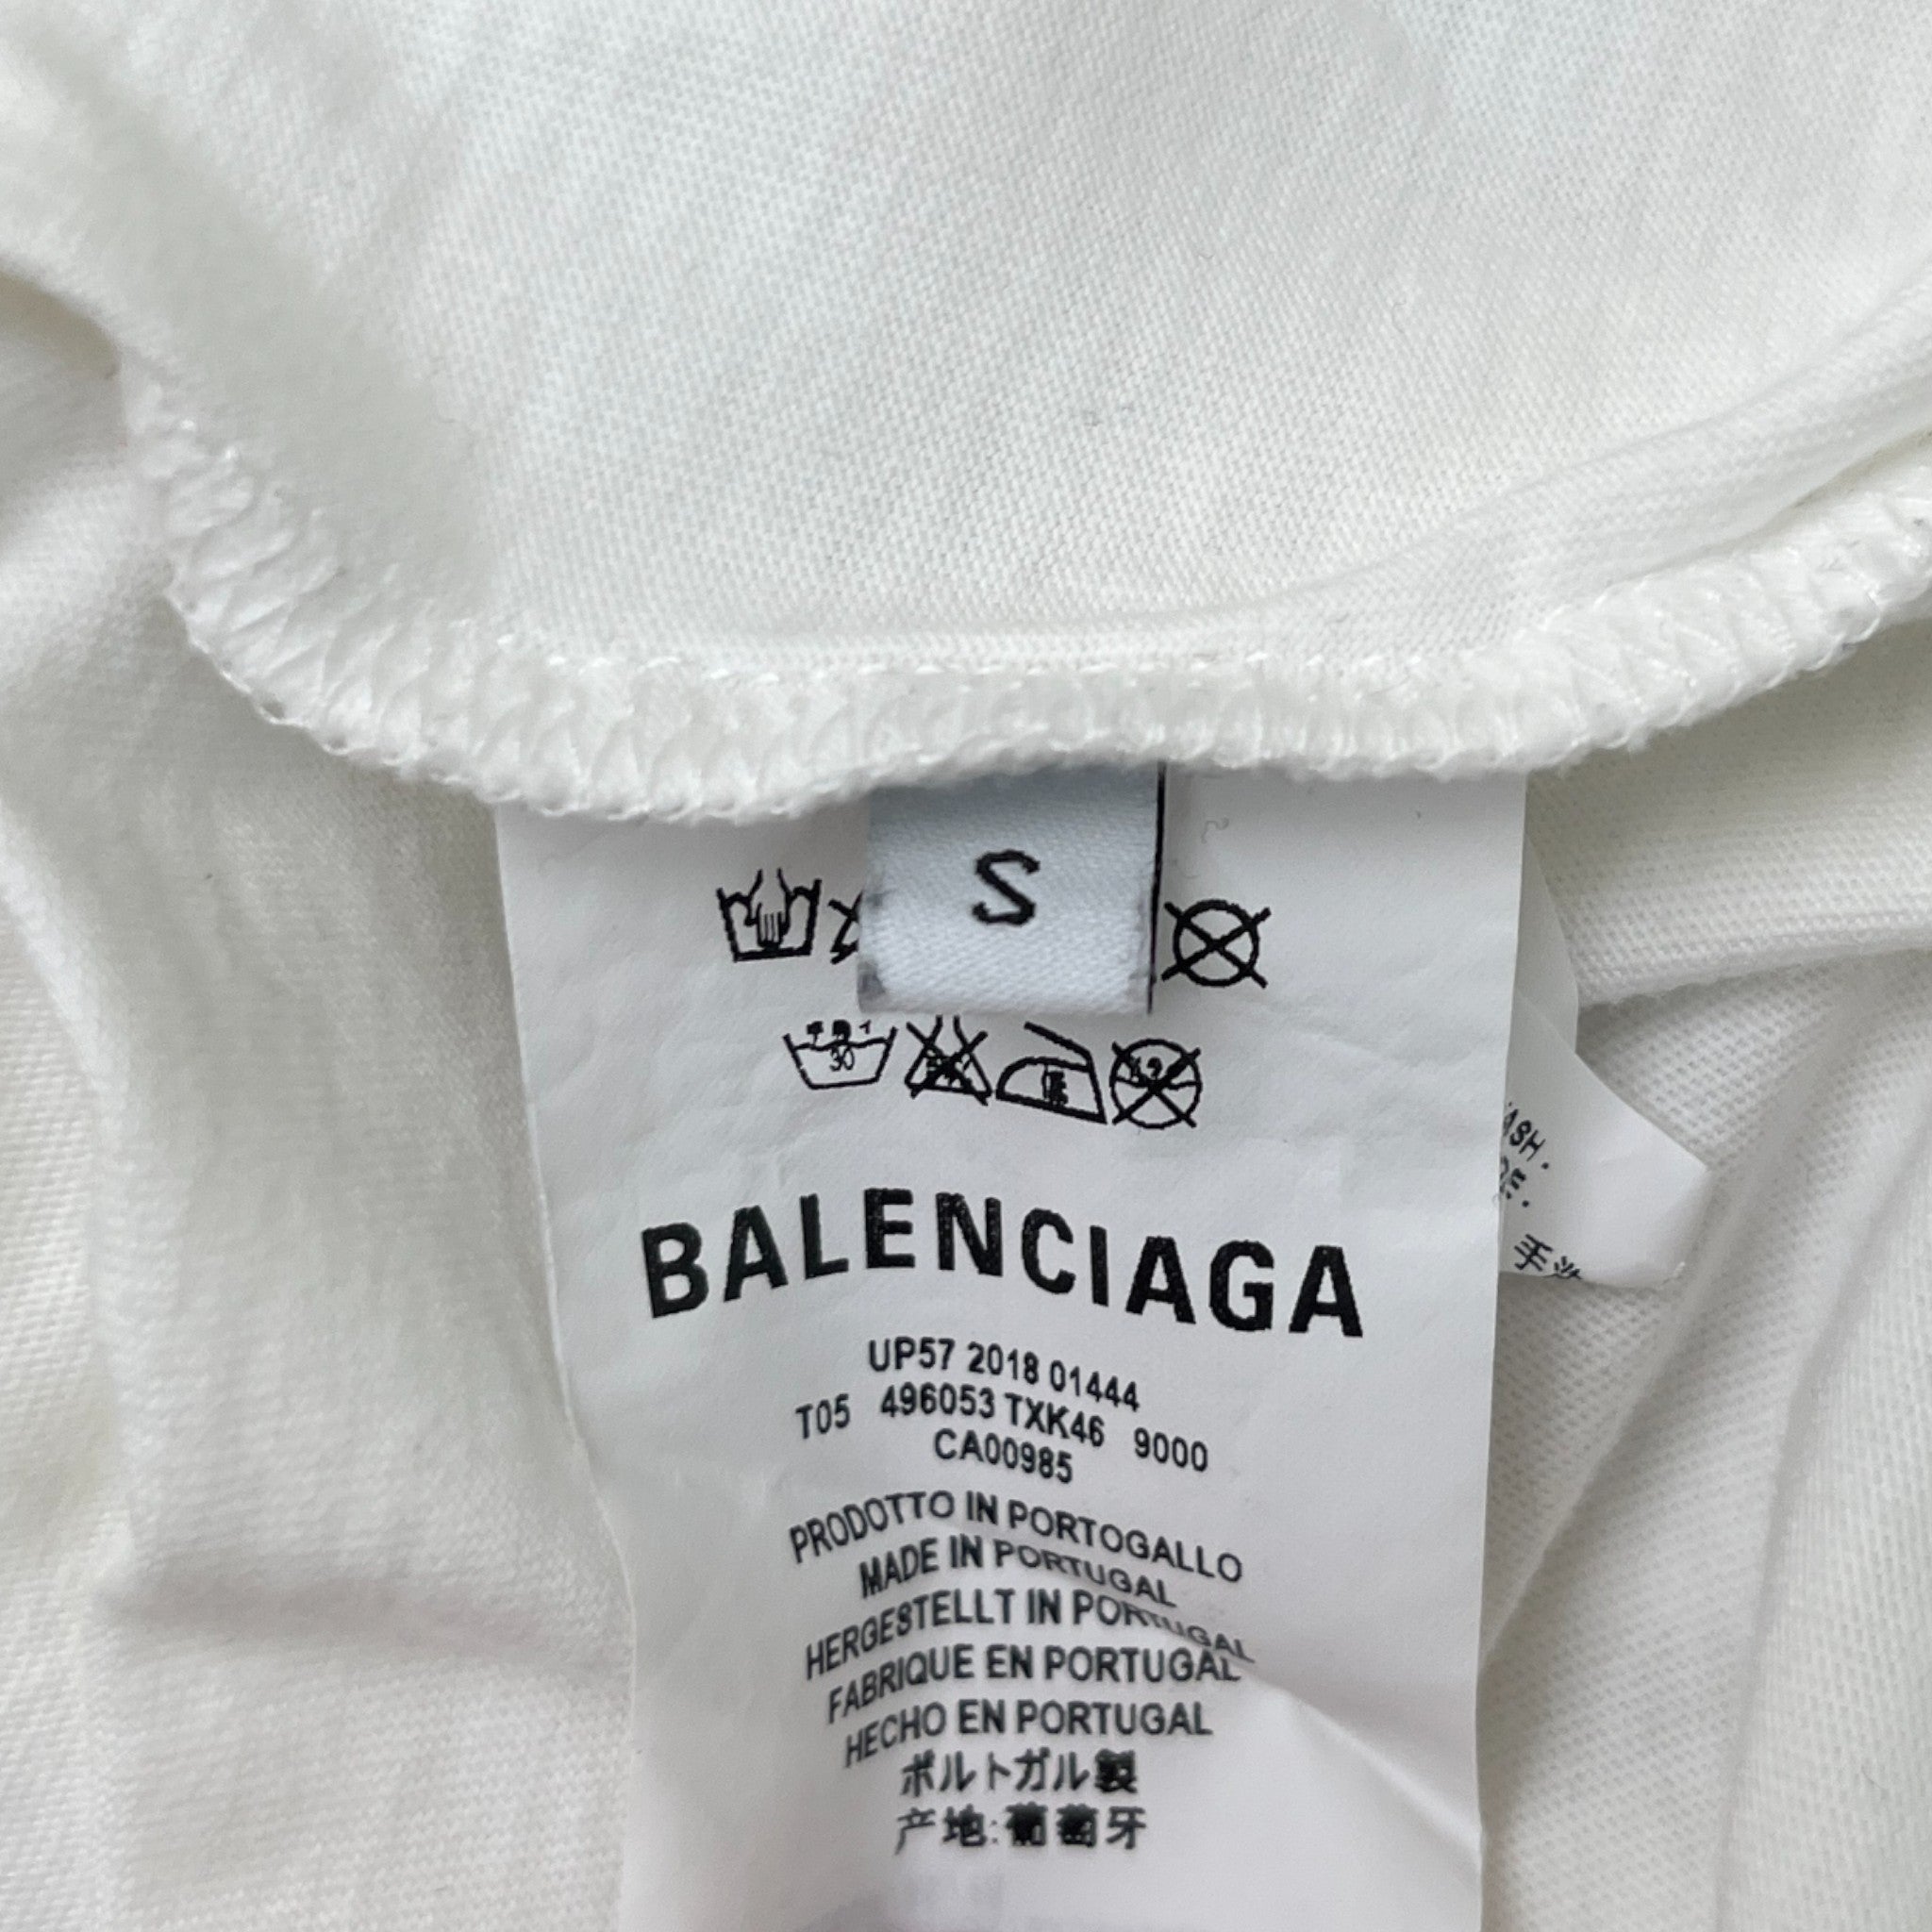 S
30
BALENCIAGA
UP57 2018 01444
T05 496053 TXK46 9000
CA00985
PRODOTTO IN PORTOGALLO
MADE IN PORTUGAL
HERGESTELLT IN PORTUGAL
FABRIQUE EN PORTUGAL
HECHO EN PORTUGAL
ポルトガル製
产地:葡萄牙